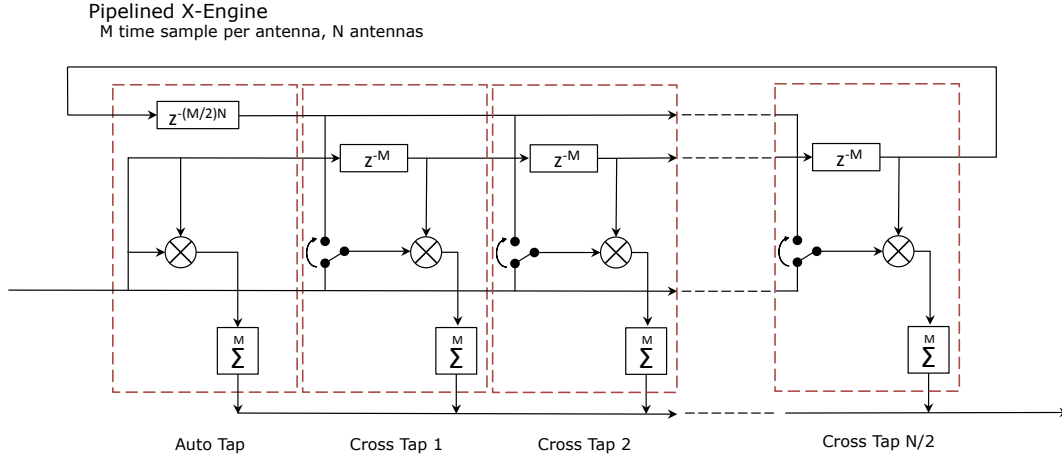 Pipelined X-Engine
M time sample per antenna, N antennas
z-(M/2)N
z-M
z-M
z-M
M
Σ
M
Σ
M
Σ
M
Σ
Auto Tap
Cross Tap 1
Cross Tap 2
Cross Tap N/2